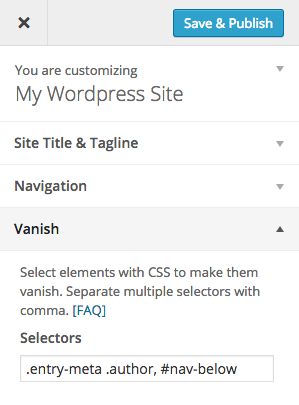 Save & Publish
You are customizing
My Wordpress Site
Site Title & Tagline
Navigation
Vanish
Select elements with CSS to make them
vanish. Separate multiple selectors with
comma. [FAQ]
Selectors
.entry-meta .author, #nav-below